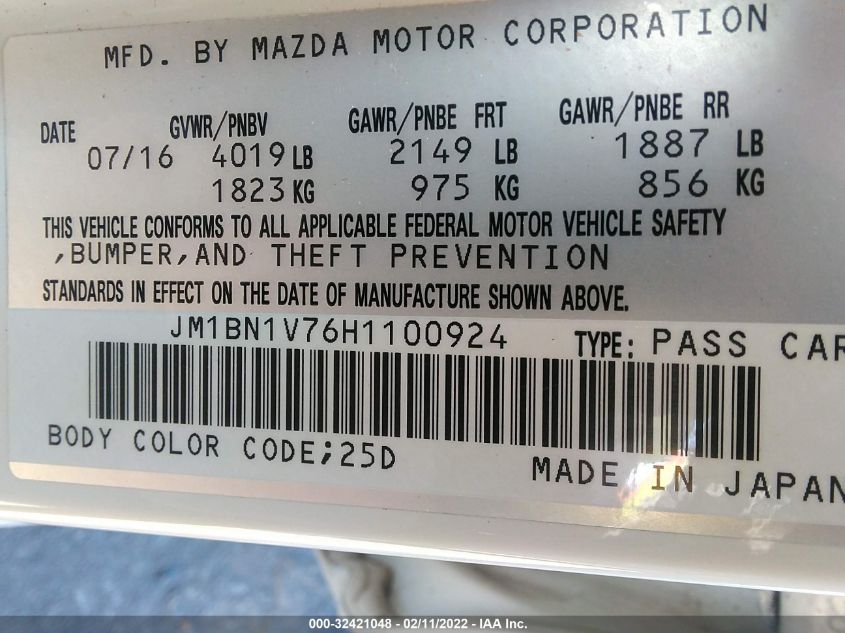 MFD. BY MAZDA MOTOR CORPORATION
DATE GVWR/PNBV GAWR/PNBE FRT GAWR/PNBE RR
07/16 4019 LB 2149 LB 1887 LB
1823 KG 975 KG 856 KG
THIS VEHICLE CONFORMS TO ALL APPLICABLE FEDERAL MOTOR VEHICLE SAFETY
,BUMPER,AND THEFT PREVENTION
STANDARDS IN EFFECT ON THE DATE OF MANUFACTURE SHOWN ABOVE.
JM1BN1V76H1100924 TYPE: PASS CAR
BODY COLOR CODE;25D
MADE IN JAPAN
000-32421048 - 02/11/2022 - IAA Inc.